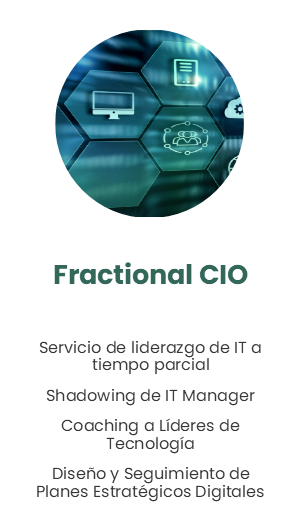 Fractional CIO
Servicio de liderazgo de IT a
tiempo parcial
Shadowing de IT Manager
Coaching a Líderes de
Tecnología
Diseño y Seguimiento de
Planes Estratégicos Digitales